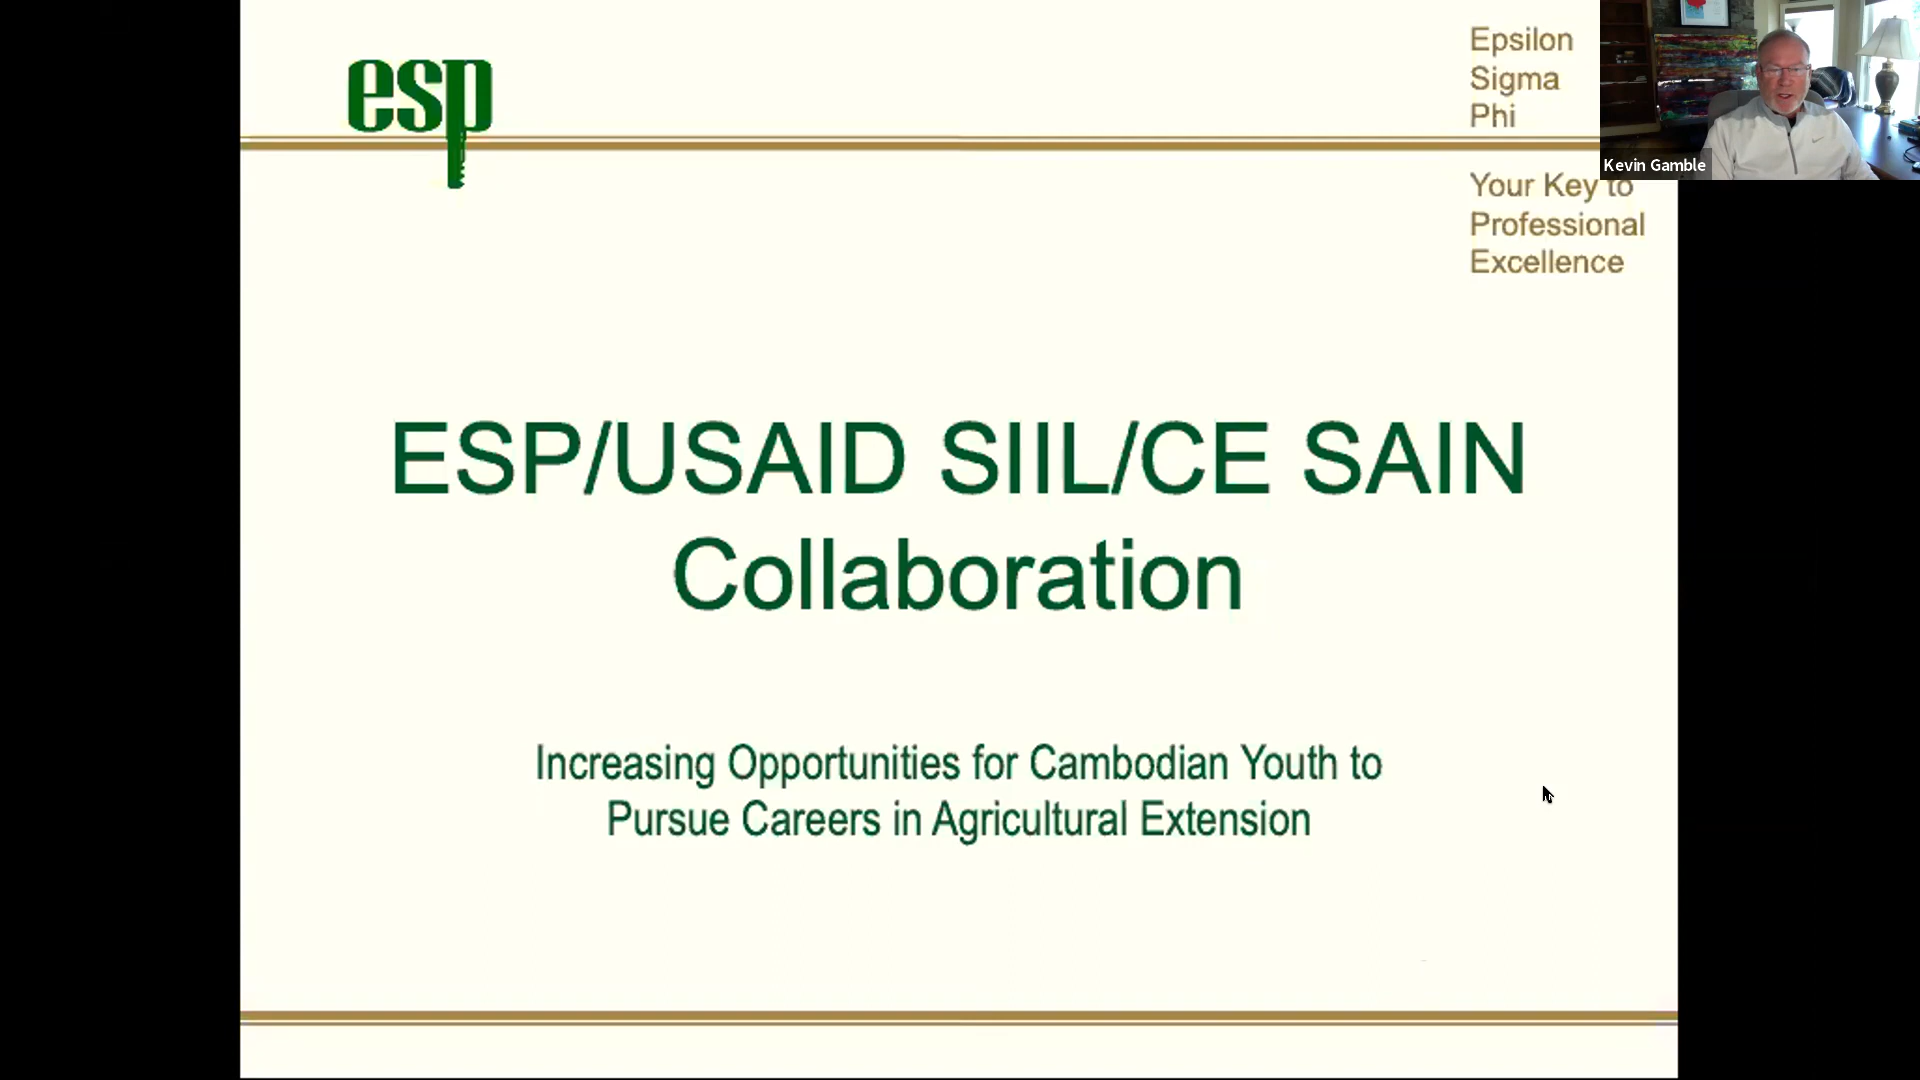 esp
Epsilon
Sigma
Phi
Kevin Gamble
Your Key to
Professional
Excellence
ESP/USAID SIIL/CE SAIN
Collaboration
Increasing Opportunities for Cambodian Youth to
Pursue Careers in Agricultural Extension